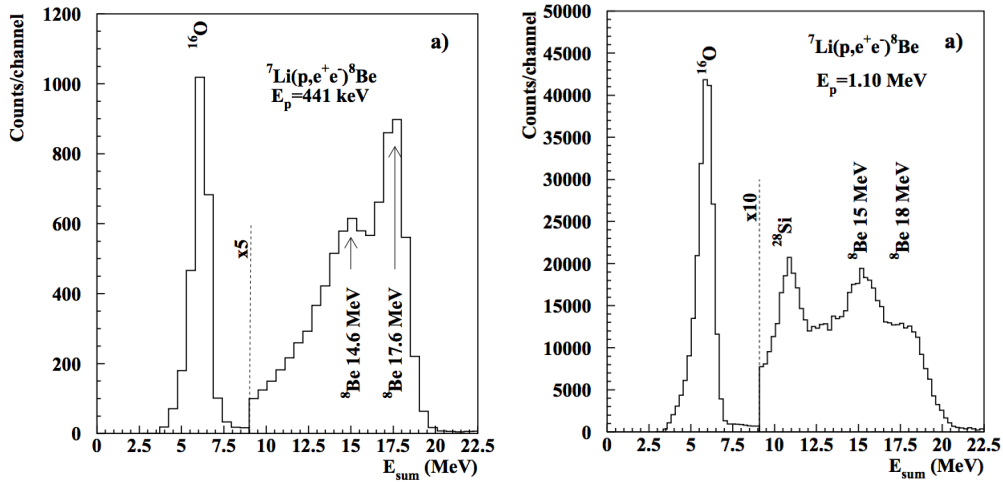 1200
1000
800
600
400
200
0
Counts/channel
¹⁶O
a)
⁷Li(p,e⁺e⁻)⁸Be
Eₚ=441 keV
x5
⁸Be 14.6 MeV
⁸Be 17.6 MeV
0 2.5 5 7.5 10 12.5 15 17.5 20 22.5
E_sum (MeV)
50000
45000
40000
35000
30000
25000
20000
15000
10000
5000
0
Counts/channel
¹⁶O
⁷Li(p,e⁺e⁻)⁸Be a)
Eₚ=1.10 MeV
x10
²⁸Si
⁸Be 15 MeV
⁸Be 18 MeV
0 2.5 5 7.5 10 12.5 15 17.5 20 22.5
E_sum (MeV)